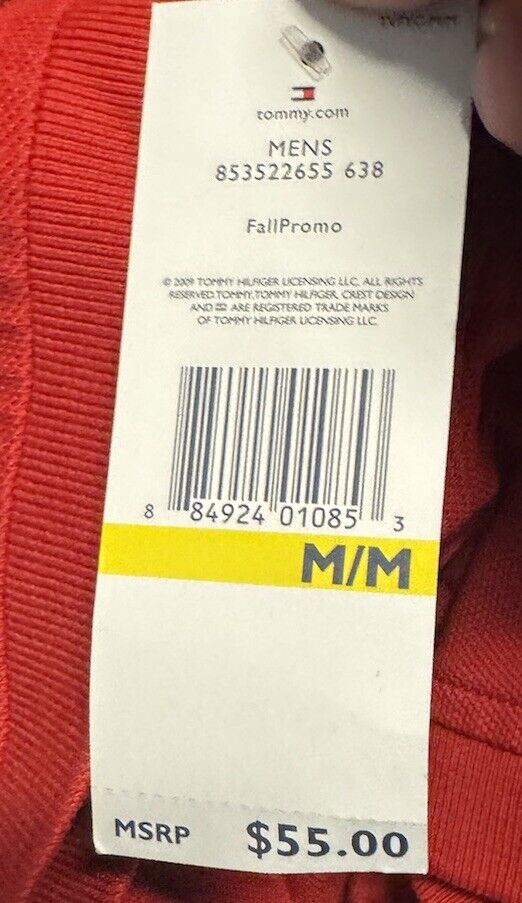 tommy.com
MENS
853522655 638
FallPromo
© 2009 TOMMY HILFIGER LICENSING LLC. ALL RIGHTS
RESERVED.TOMMY,TOMMY HILFIGER, CREST DESIGN
AND ARE REGISTERED TRADE MARKS
OF TOMMY HILFIGER LICENSING LLC.
8 84924 01085 3
M/M
MSRP $55.00